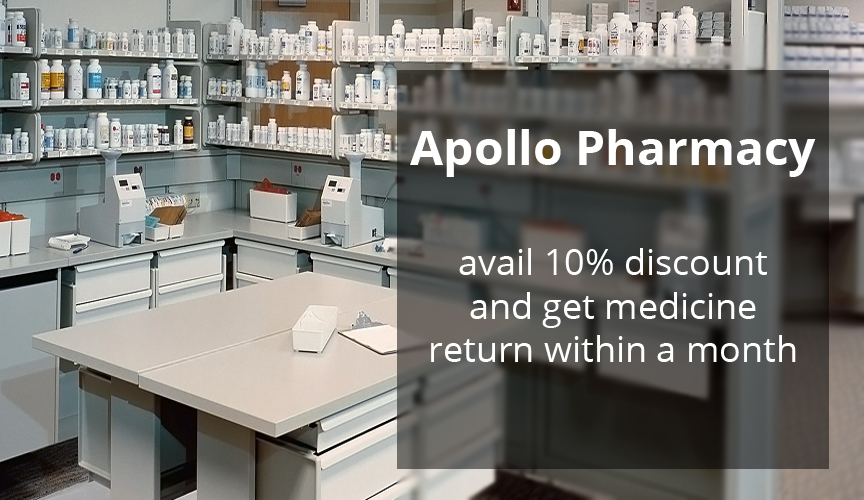 Apollo Pharmacy
avail 10% discount
and get medicine
return within a month